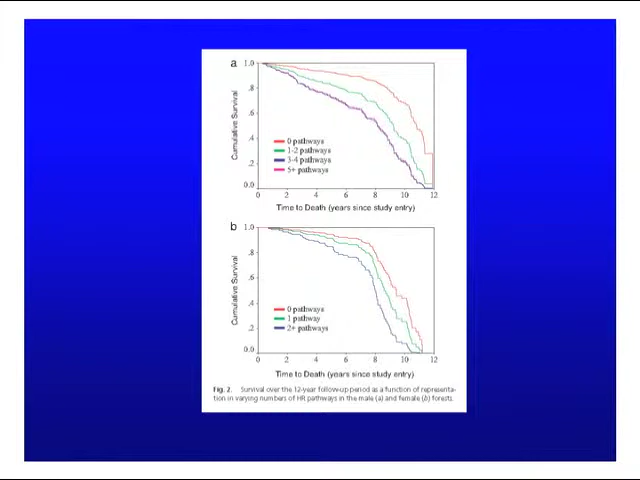 a
1.0
.8
.6
.4
.2
0.0
Cumulative Survival
0 pathways
1-2 pathways
3-4 pathways
5+ pathways
0 2 4 6 8 10 12
Time to Death (years since study entry)
b
1.0
.8
.6
.4
.2
0.0
Cumulative Survival
0 pathways
1 pathway
2+ pathways
0 2 4 6 8 10 12
Time to Death (years since study entry)
Fig. 2. Survival over the 12-year follow-up period as a function of representa-
tion in varying numbers of HR pathways in the male (a) and female (b) forests.